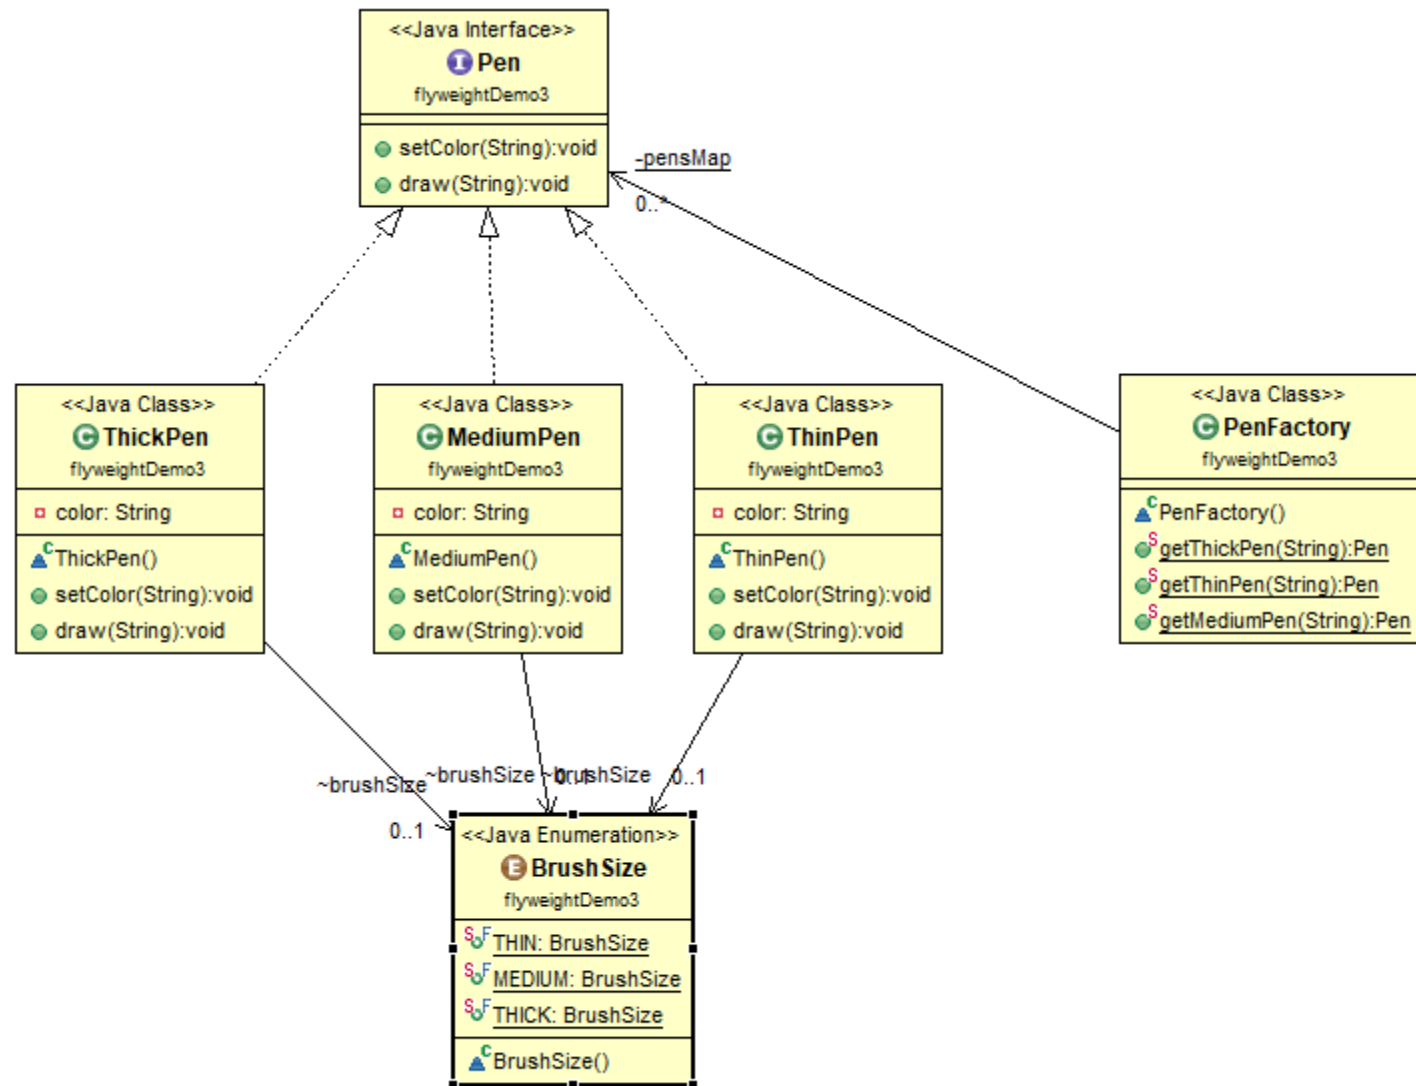 <<Java Interface>>
Pen
flyweightDemo3
setColor(String):void
draw(String):void
-pensMap
0..*
<<Java Class>>
ThickPen
flyweightDemo3
color: String
ThickPen()
setColor(String):void
draw(String):void
<<Java Class>>
MediumPen
flyweightDemo3
color: String
MediumPen()
setColor(String):void
draw(String):void
<<Java Class>>
ThinPen
flyweightDemo3
color: String
ThinPen()
setColor(String):void
draw(String):void
<<Java Class>>
PenFactory
flyweightDemo3
PenFactory()
getThickPen(String):Pen
getThinPen(String):Pen
getMediumPen(String):Pen
~brushSize
0..1
~brushSize
0..1
~brushSize
0..1
<<Java Enumeration>>
BrushSize
flyweightDemo3
THIN: BrushSize
MEDIUM: BrushSize
THICK: BrushSize
BrushSize()